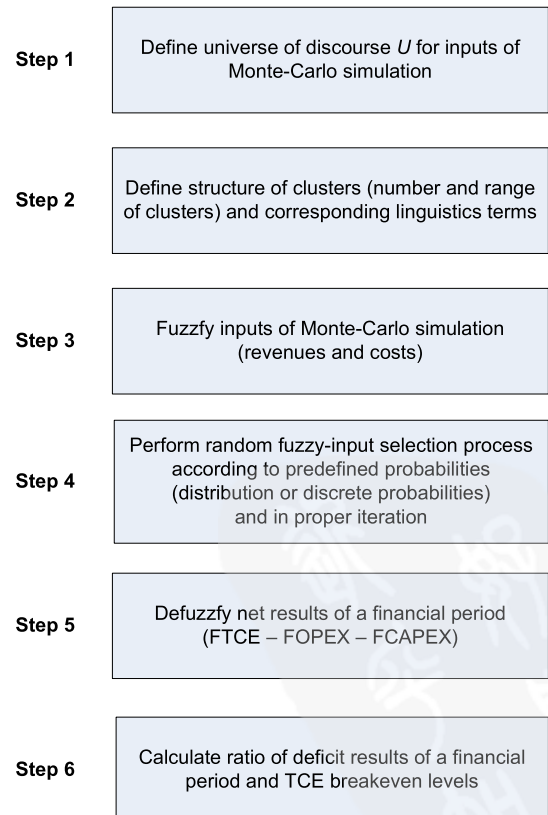 Step 1
Define universe of discourse U for inputs of
Monte-Carlo simulation
Step 2
Define structure of clusters (number and range
of clusters) and corresponding linguistics terms
Step 3
Fuzzfy inputs of Monte-Carlo simulation
(revenues and costs)
Step 4
Perform random fuzzy-input selection process
according to predefined probabilities
(distribution or discrete probabilities)
and in proper iteration
Step 5
Defuzzfy net results of a financial period
(FTCE – FOPEX – FCAPEX)
Step 6
Calculate ratio of deficit results of a financial
period and TCE breakeven levels